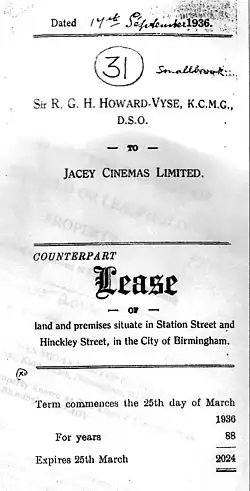 Dated 17th September 1936.
31 Smallbrook
Sir R. G. H. HOWARD-VYSE, K.C.M.G.,
D.S.O.
— TO —
JACEY CINEMAS LIMITED.
COUNTERPART
Lease
— OF —
land and premises situate in Station Street and
Hinckley Street, in the City of Birmingham.
Term commences the 25th day of March
1936
For years 88
Expires 25th March 2024